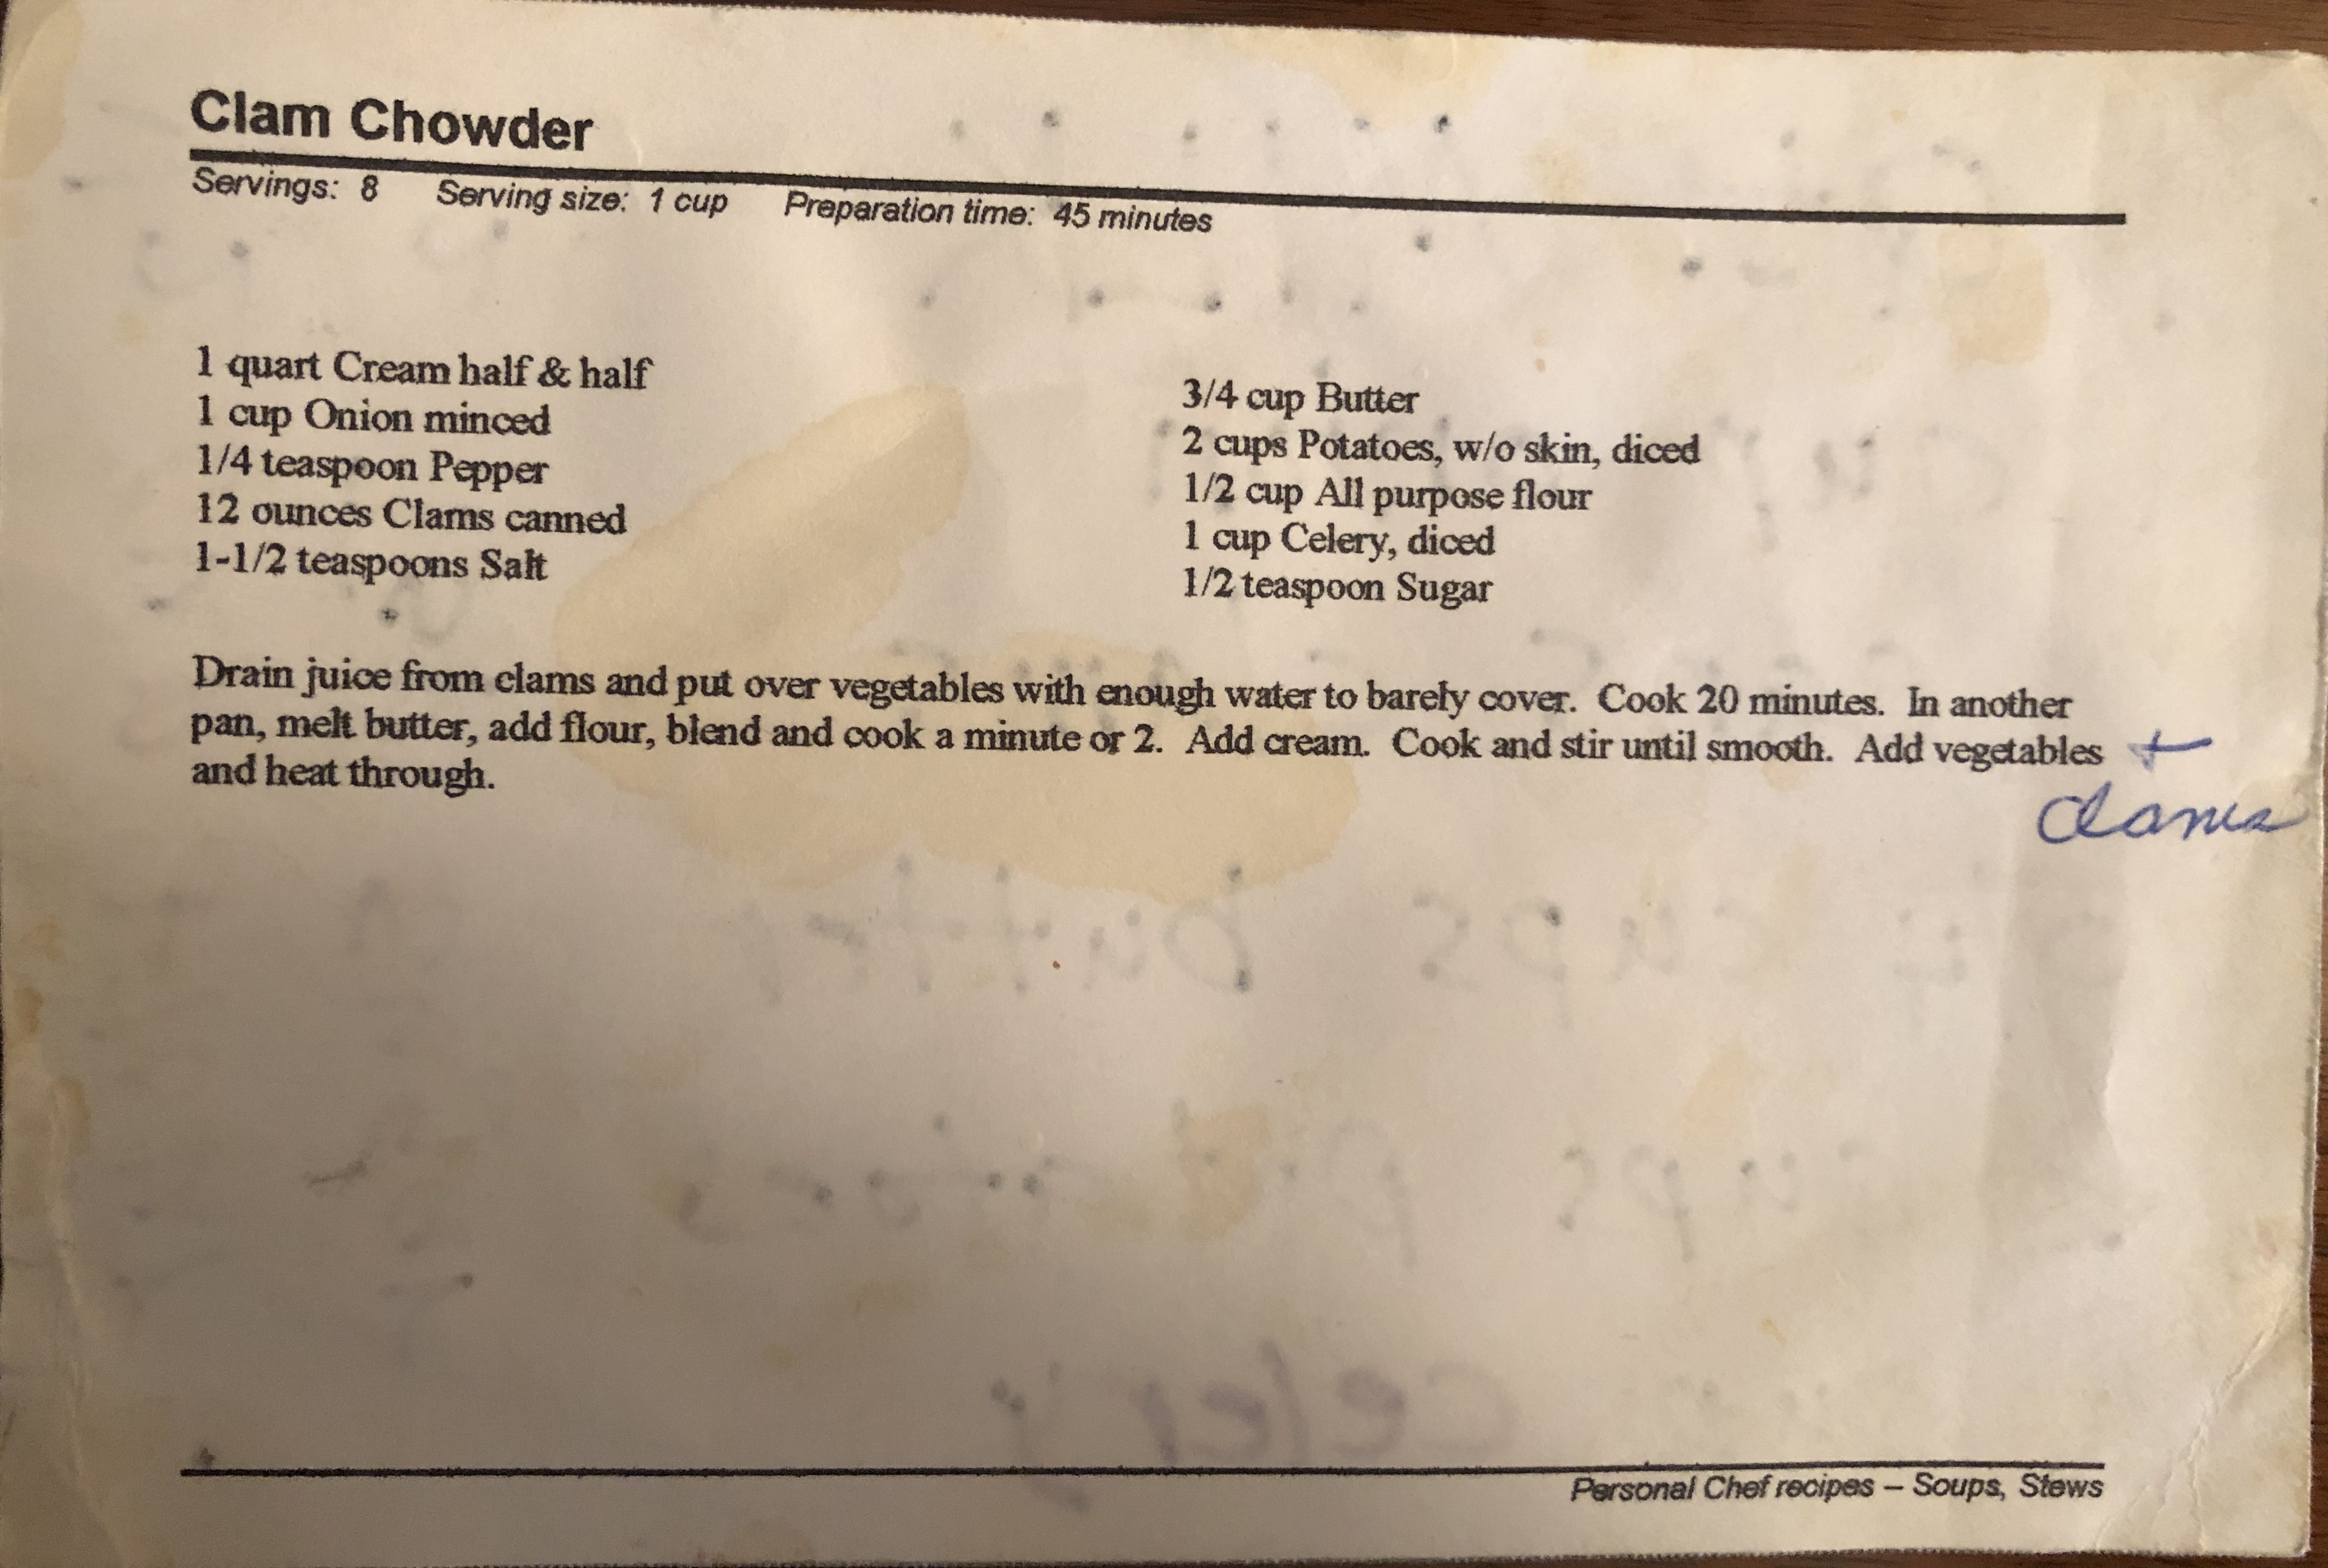 Clam Chowder
Servings: 8 Serving size: 1 cup Preparation time: 45 minutes
1 quart Cream half & half
1 cup Onion minced
1/4 teaspoon Pepper
12 ounces Clams canned
1-1/2 teaspoons Salt
3/4 cup Butter
2 cups Potatoes, w/o skin, diced
1/2 cup All purpose flour
1 cup Celery, diced
1/2 teaspoon Sugar
Drain juice from clams and put over vegetables with enough water to barely cover. Cook 20 minutes. In another
pan, melt butter, add flour, blend and cook a minute or 2. Add cream. Cook and stir until smooth. Add vegetables +
clams
and heat through.
cups butter
cups
celery
Personal Chef recipes – Soups, Stews